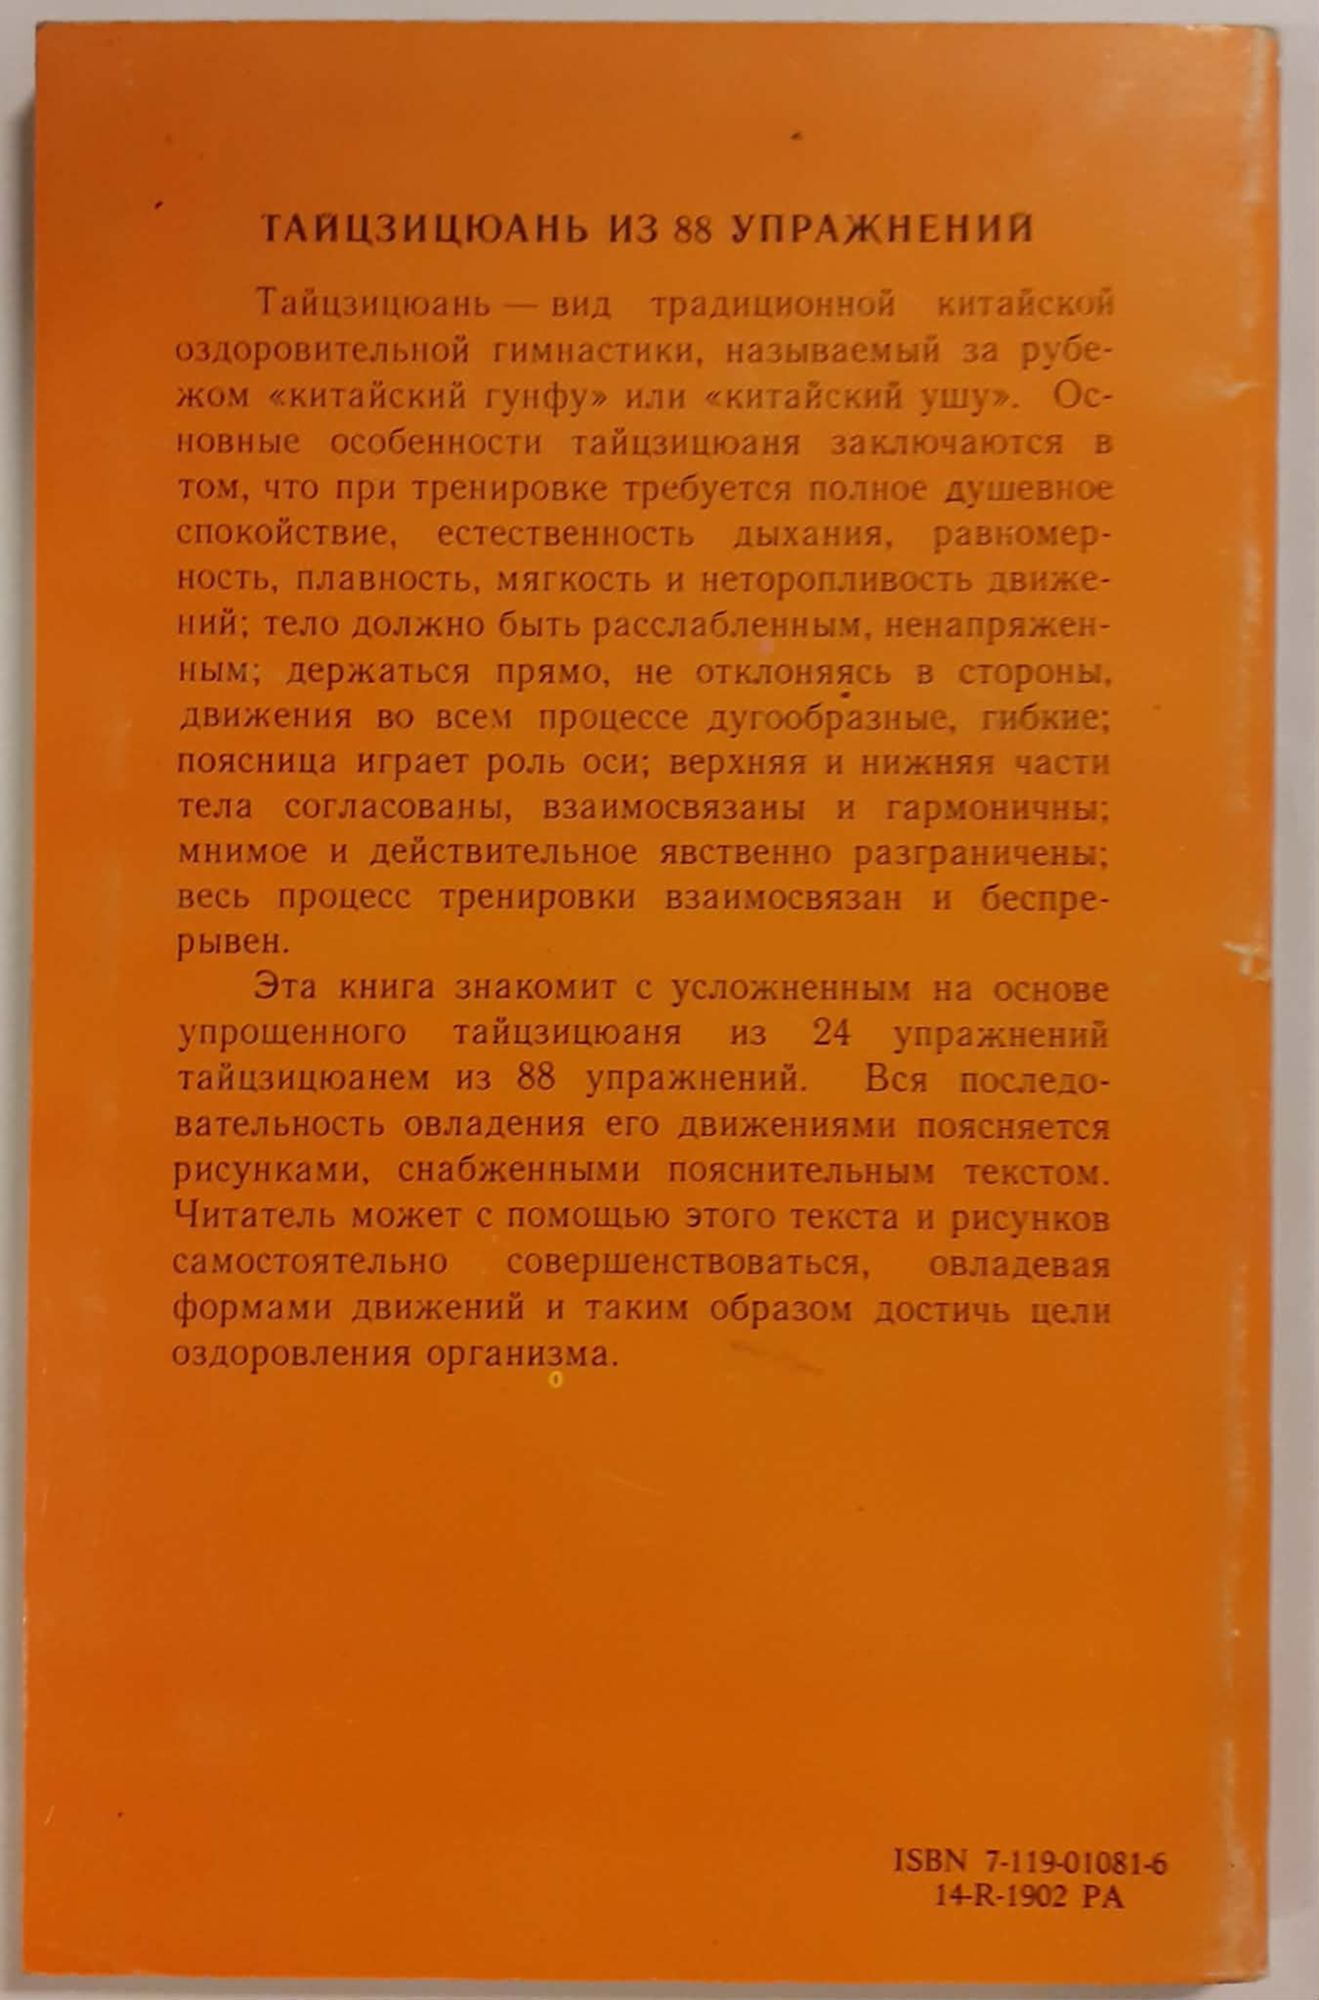 ТАЙЦЗИЦЮАНЬ ИЗ 88 УПРАЖНЕНИЙ
Тайцзицюань — вид традиционной китайской
оздоровительной гимнастики, называемый за рубе-
жом «китайский гунфу» или «китайский ушу». Ос-
новные особенности тайцзицюаня заключаются в
том, что при тренировке требуется полное душевное
спокойствие, естественность дыхания, равномер-
ность, плавность, мягкость и неторопливость движе-
ний; тело должно быть расслабленным, ненапряжен-
ным; держаться прямо, не отклоняясь в стороны,
движения во всем процессе дугообразные, гибкие;
поясница играет роль оси; верхняя и нижняя части
тела согласованы, взаимосвязаны и гармоничны;
мнимое и действительное явственно разграничены;
весь процесс тренировки взаимосвязан и беспре-
рывен.
Эта книга знакомит с усложненным на основе
упрощенного тайцзицюаня из 24 упражнений
тайцзицюанем из 88 упражнений. Вся последо-
вательность овладения его движениями поясняется
рисунками, снабженными пояснительным текстом.
Читатель может с помощью этого текста и рисунков
самостоятельно совершенствоваться, овладевая
формами движений и таким образом достичь цели
оздоровления организма.
ISBN 7-119-01081-6
14-R-1902 PA